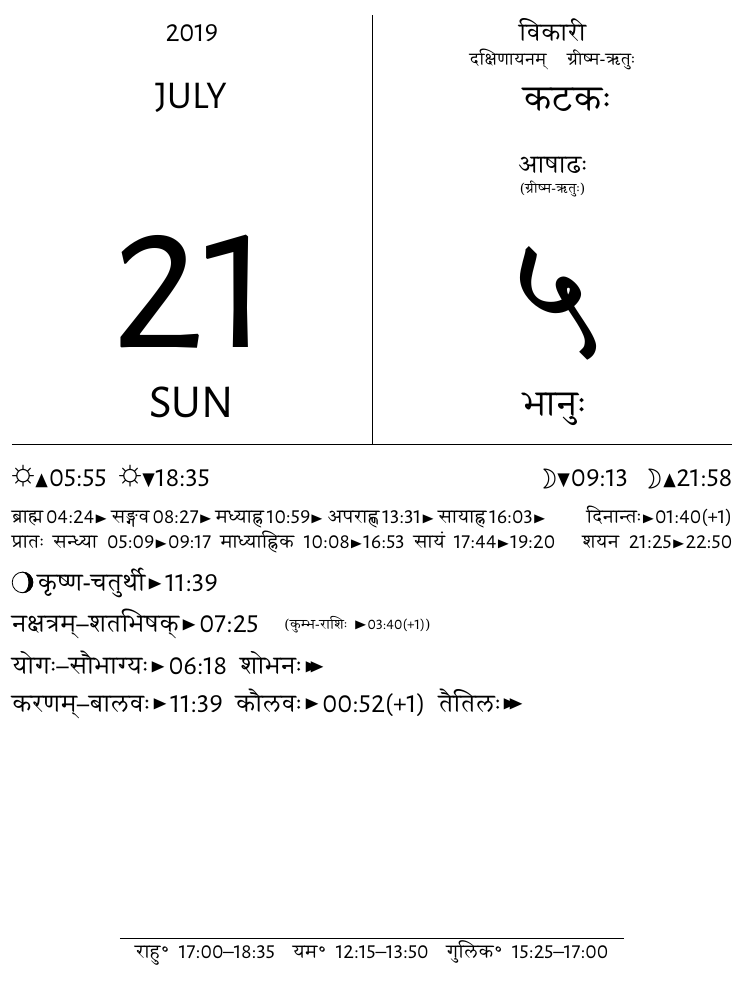 2019
JULY
21
SUN
विकारी
दक्षिणायनम् ग्रीष्म-ऋतुः
कटकः
आषाढः
(ग्रीष्म-ऋतुः)
५
भानुः
☼▲05:55 ☼▼18:35 ☽▼09:13 ☽▲21:58
ब्राह्म 04:24► सङ्गव 08:27► मध्याह्न 10:59► अपराह्ण 13:31► सायाह्न 16:03► दिनान्तः►01:40(+1)
प्रातः सन्ध्या 05:09►09:17 माध्याह्निक 10:08►16:53 सायं 17:44►19:20 शयन 21:25►22:50
कृष्ण-चतुर्थी►11:39
नक्षत्रम्–शतभिषक्►07:25 (कुम्भ-राशिः ►03:40(+1))
योगः–सौभाग्यः►06:18 शोभनः►►
करणम्–बालवः►11:39 कौलवः►00:52(+1) तैतिलः►►
राहु॰ 17:00–18:35 यम॰ 12:15–13:50 गुलिक॰ 15:25–17:00